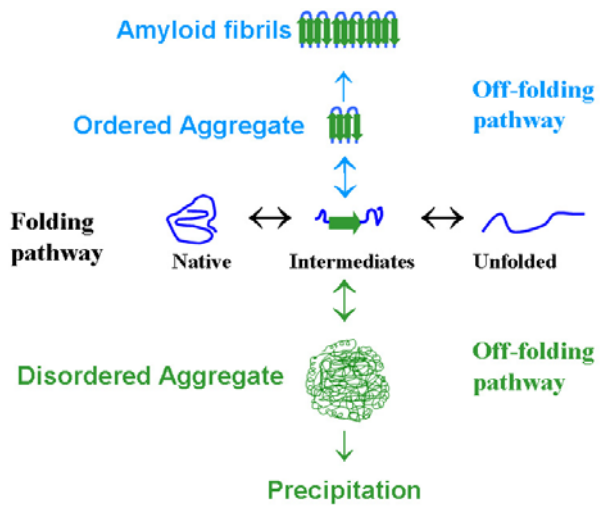 Amyloid fibrils
Off-folding
pathway
Ordered Aggregate
Folding
pathway
Native
Intermediates
Unfolded
Off-folding
pathway
Disordered Aggregate
Precipitation